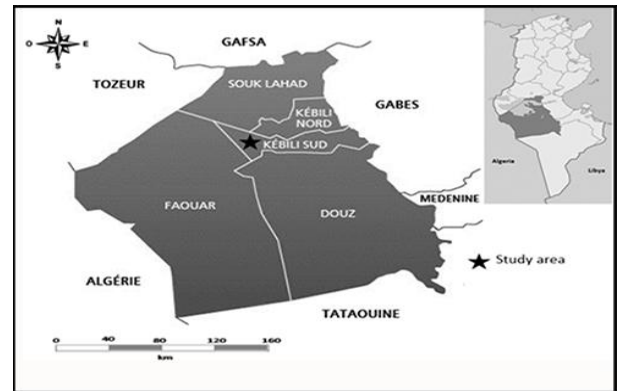 N
O E
S
GAFSA
TOZEUR
SOUK LAHAD
GABES
KÉBILI
NORD
KÉBILI SUD
FAOUAR
DOUZ
MEDENINE
ALGÉRIE
TATAOUINE
Study area
0 40 80 120 160
km
Algeria
Libya